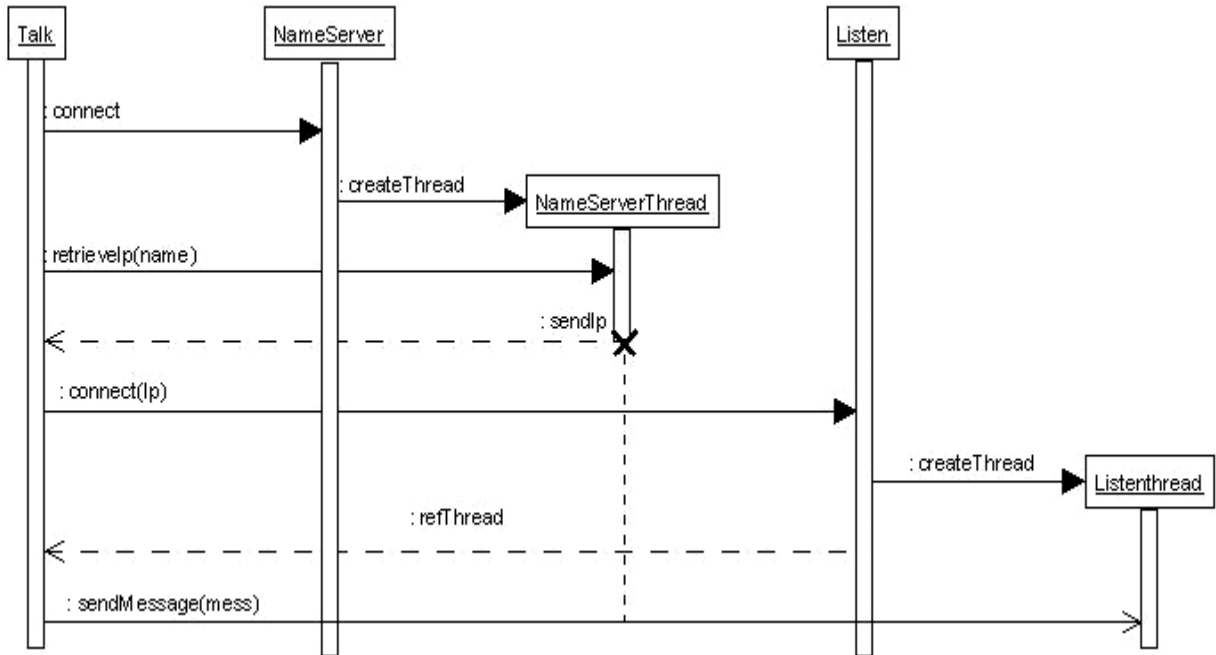 Talk
NameServer
Listen
: connect
: createThread
NameServerThread
: retrieveIp(name)
: sendIp
: connect(Ip)
: createThread
Listenthread
: refThread
: sendMessage(mess)